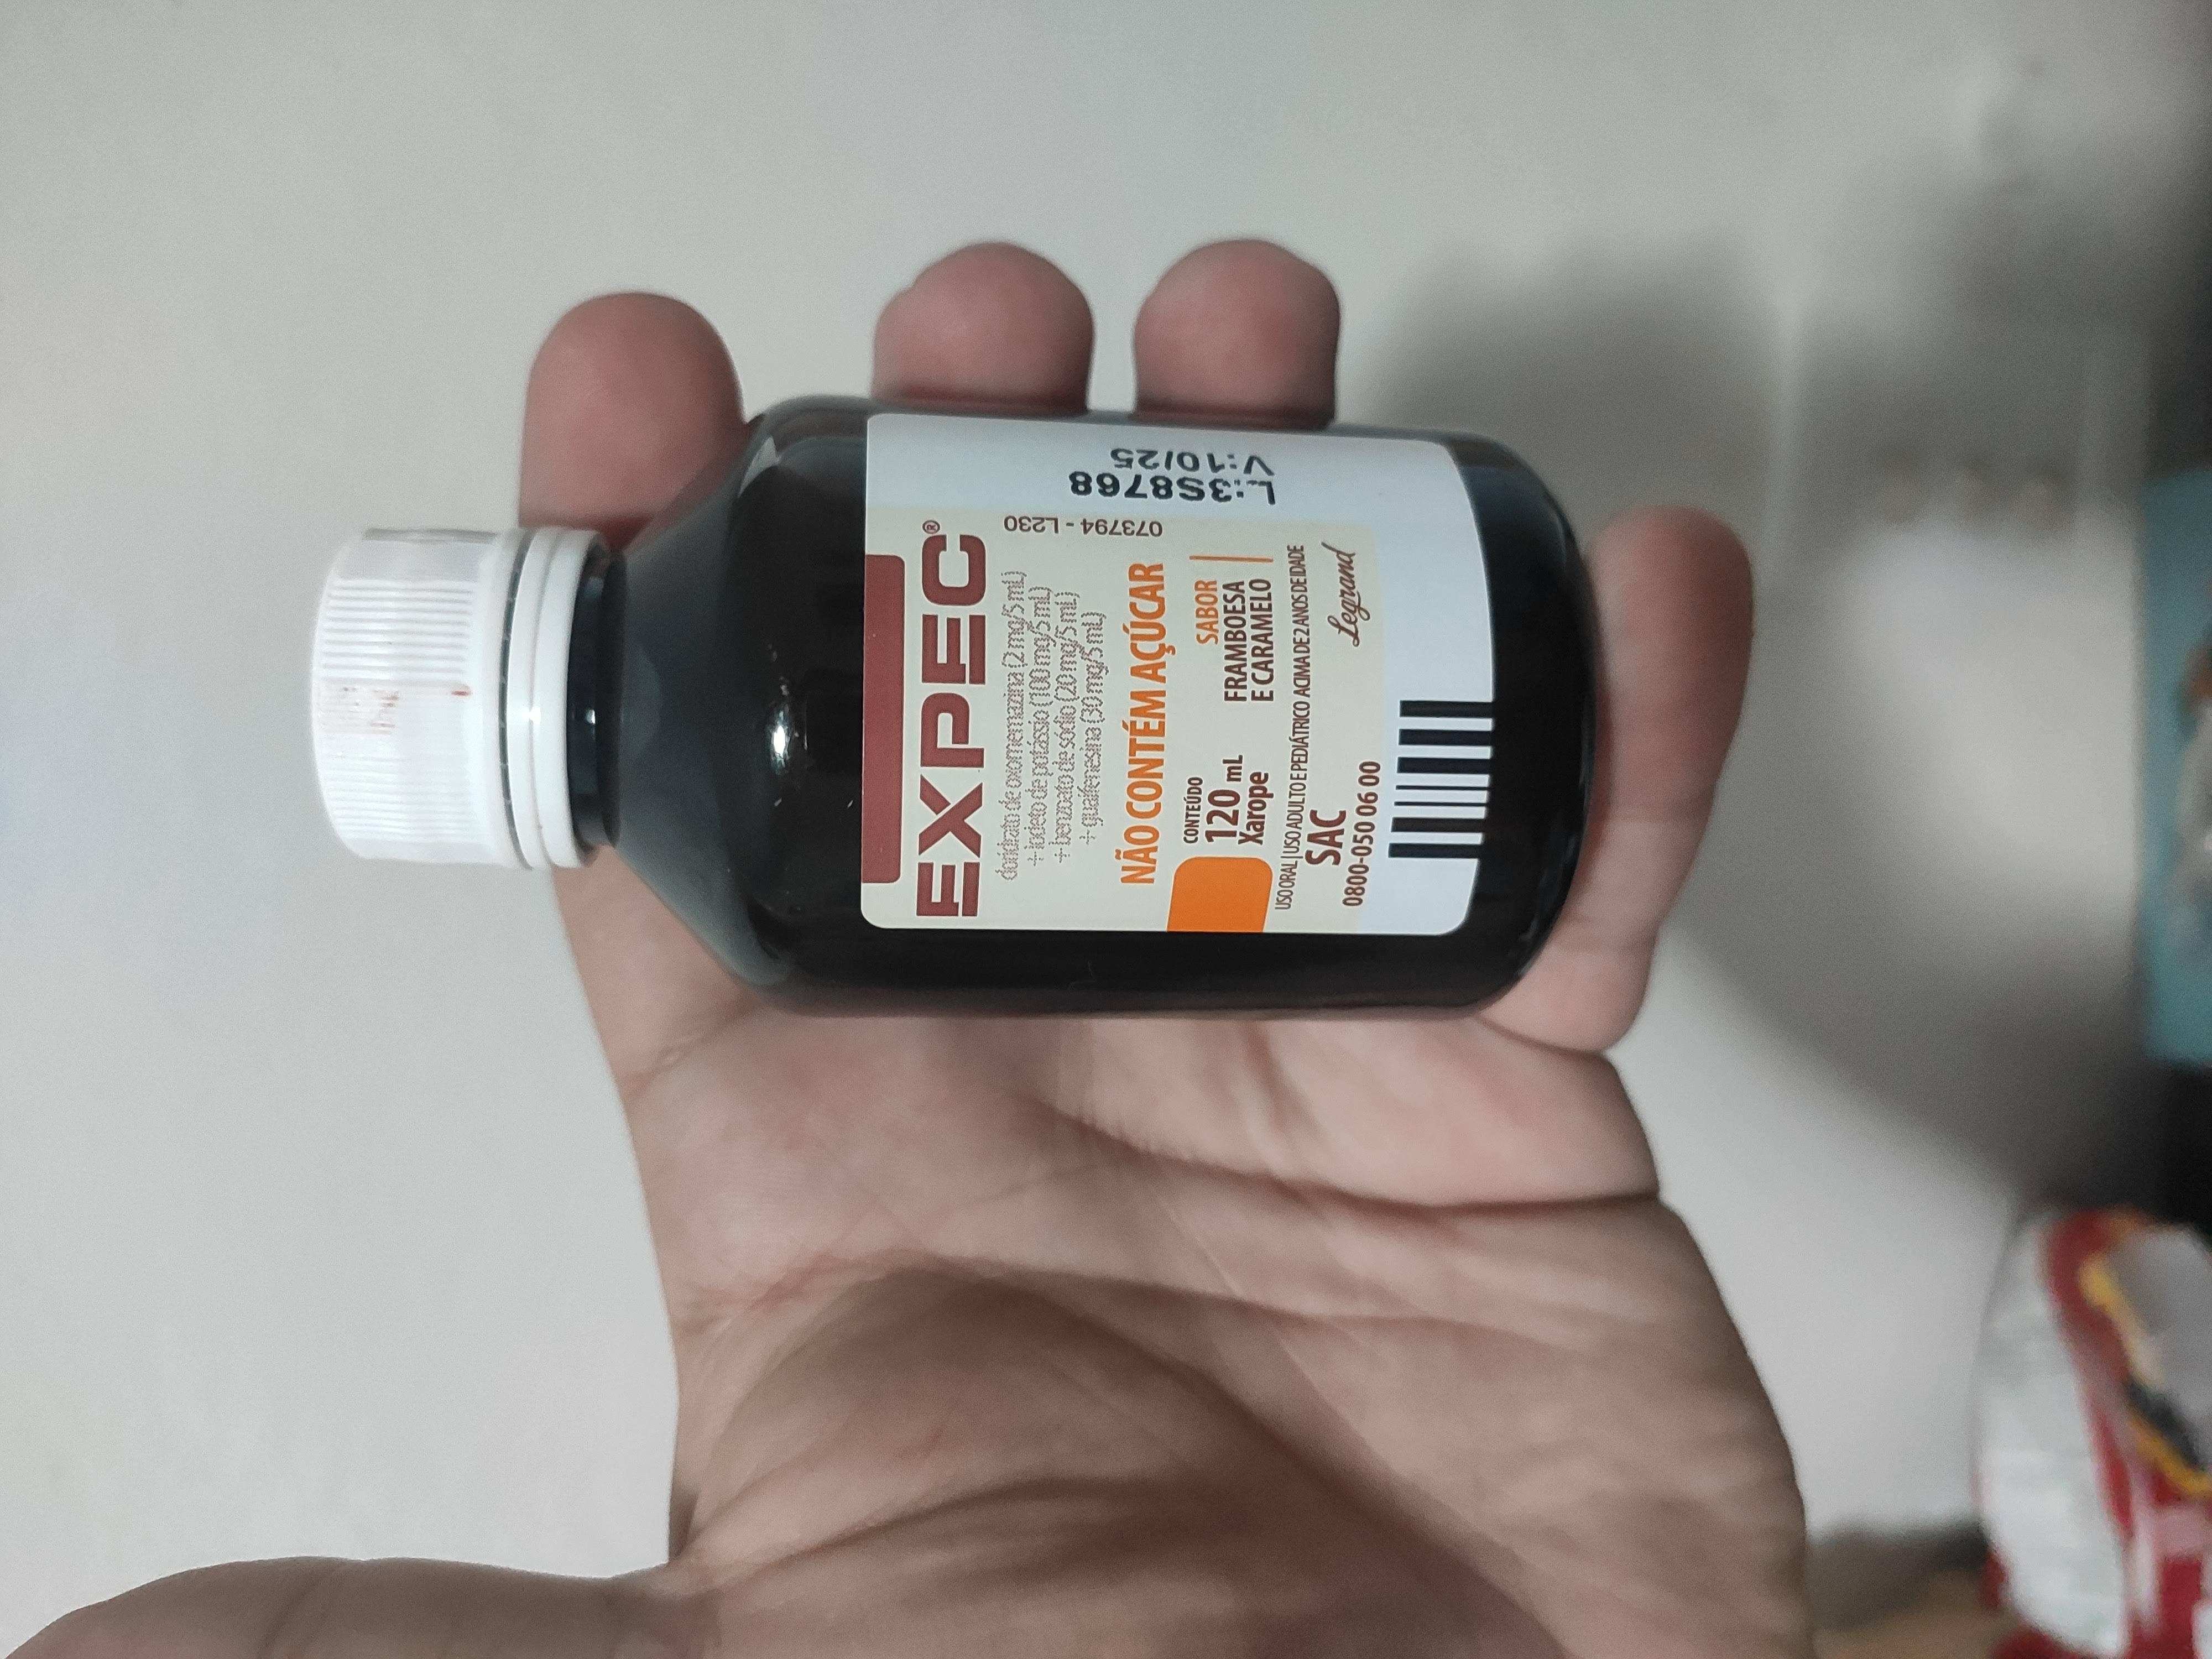 EXPEC®
cloridrato de oxomemazina (2 mg/5 mL)
+ iodeto de potássio (100 mg/5 mL)
+ benzoato de sódio (20 mg/5 mL)
+ guaifenesina (30 mg/5 mL)
NÃO CONTÉM AÇÚCAR
CONTEÚDO
120 mL
Xarope
SABOR
FRAMBOESA
E CARAMELO
USO ORAL | USO ADULTO E PEDIÁTRICO ACIMA DE 2 ANOS DE IDADE
SAC
0800-050 06 00
Legrand
073794 - L230
L.:3S8768
V.:10/25